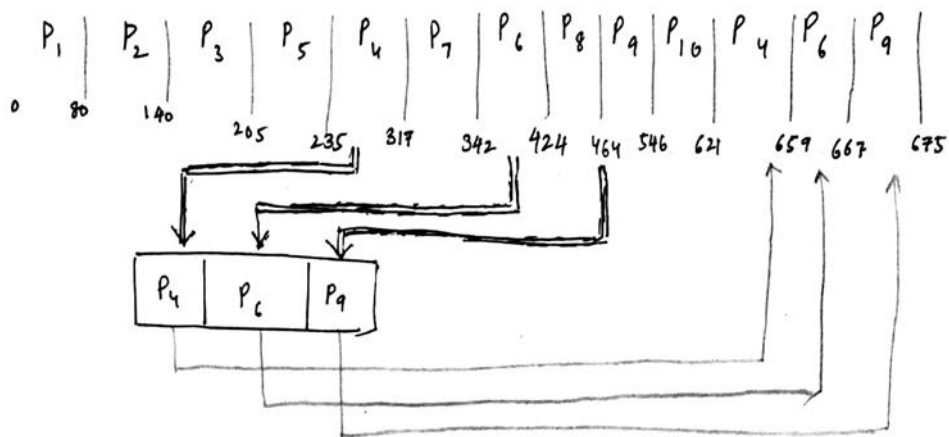 P₁ P₂ P₃ P₅ P₄ P₇ P₆ P₈ P₉ P₁₀ P₄ P₆ P₉
0 80 140 205 235 317 342 424 464 546 621 659 667 675
P₄ P₆ P₉